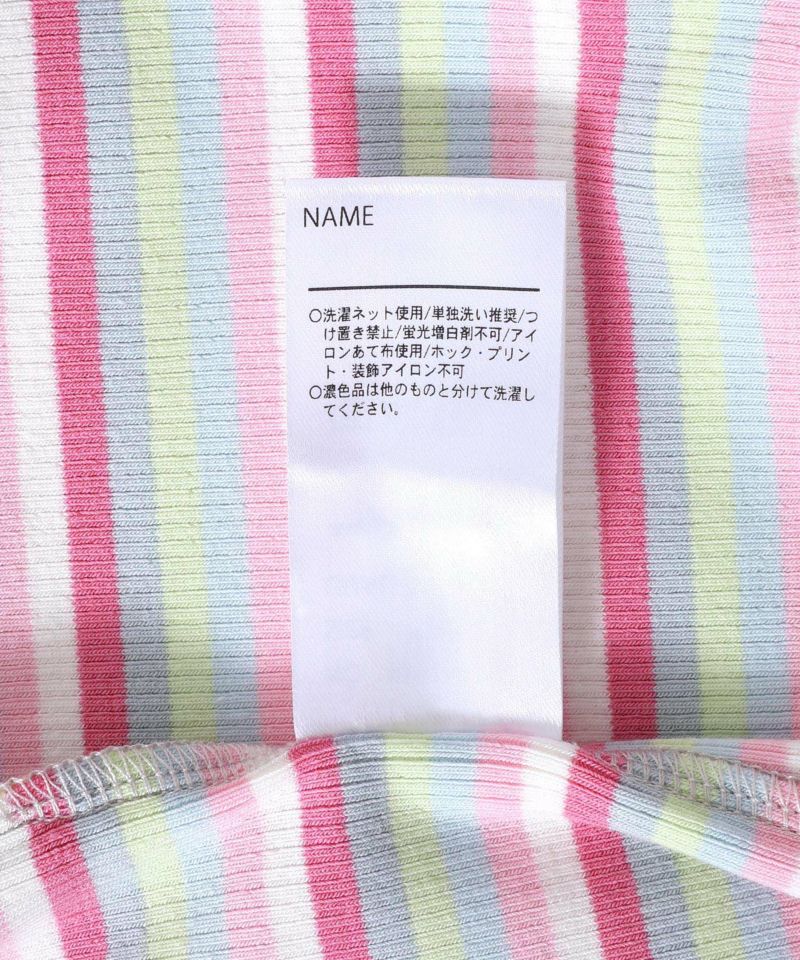 NAME
〇洗濯ネット使用/単独洗い推奨/つ
け置き禁止/蛍光増白剤不可/アイ
ロンあて布使用/ホック・プリン
ト・装飾アイロン不可
〇濃色品は他のものと分けて洗濯し
てください。